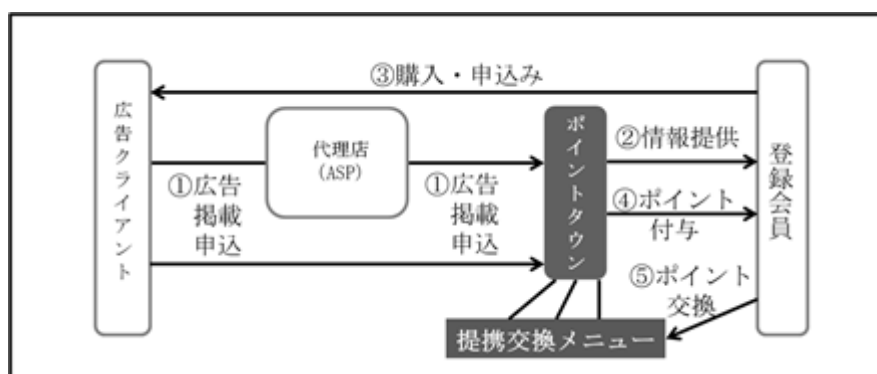 ③購入・申込み
広告クライアント
代理店
(ASP)
①広告
掲載
申込
①広告
掲載
申込
ポイントタウン
②情報提供
④ポイント
付与
⑤ポイント
交換
登録会員
提携交換メニュー